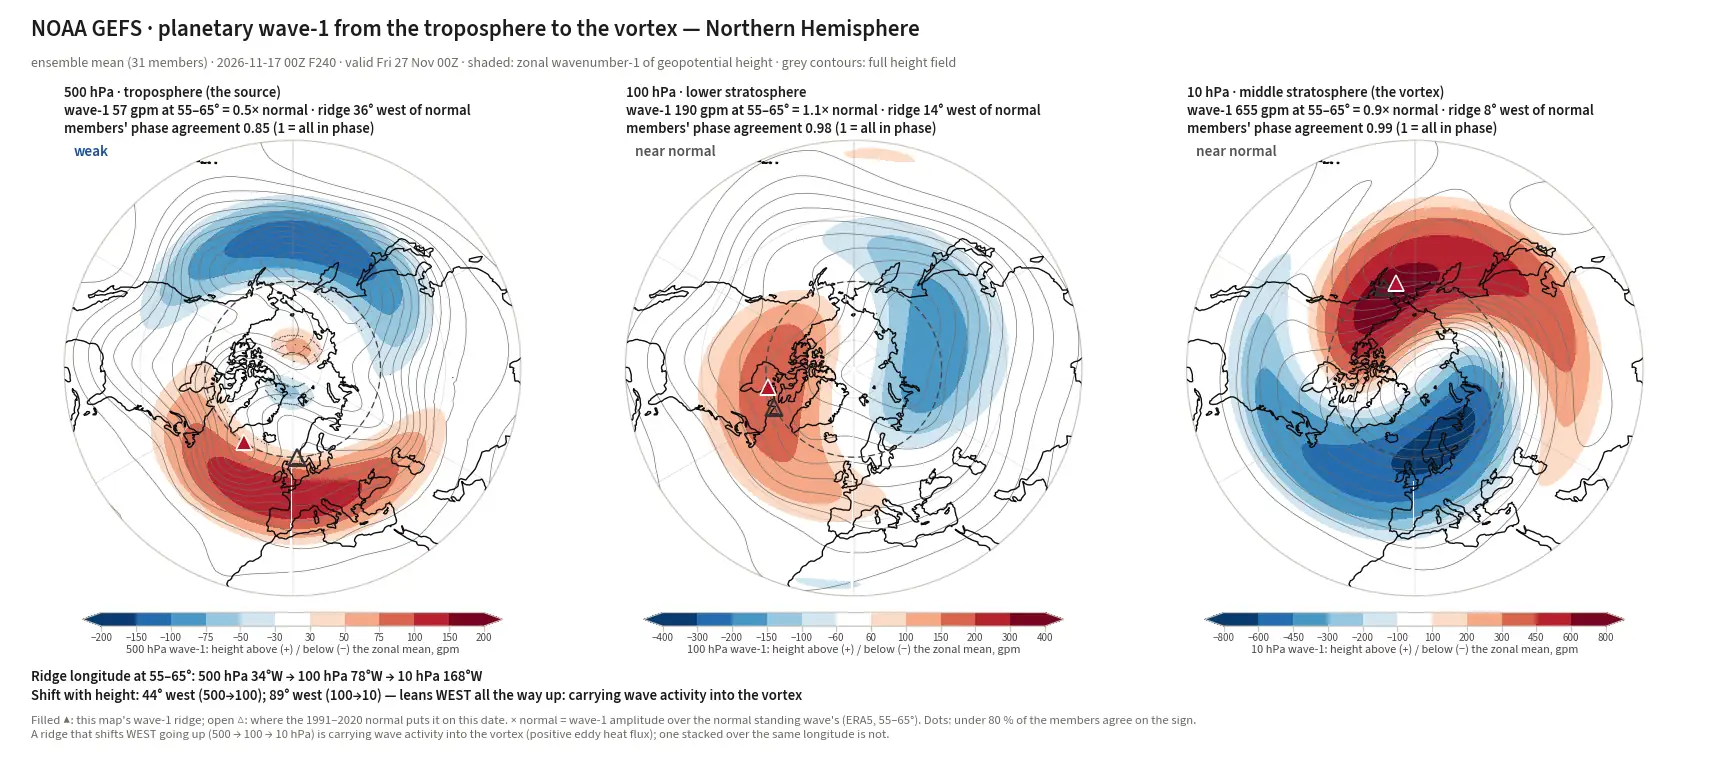 NOAA GEFS · planetary wave-1 from the troposphere to the vortex — Northern Hemisphere
ensemble mean (31 members) · 2026-11-17 00Z F240 · valid Fri 27 Nov 00Z · shaded: zonal wavenumber-1 of geopotential height · grey contours: full height field
500 hPa · troposphere (the source)
wave-1 57 gpm at 55–65° = 0.5× normal · ridge 36° west of normal
members' phase agreement 0.85 (1 = all in phase)
weak
100 hPa · lower stratosphere
wave-1 190 gpm at 55–65° = 1.1× normal · ridge 14° west of normal
members' phase agreement 0.98 (1 = all in phase)
near normal
10 hPa · middle stratosphere (the vortex)
wave-1 655 gpm at 55–65° = 0.9× normal · ridge 8° west of normal
members' phase agreement 0.99 (1 = all in phase)
near normal
−200 −150 −100 −75 −50 −30 30 50 75 100 150 200
500 hPa wave-1: height above (+) / below (−) the zonal mean, gpm
−400 −300 −200 −150 −100 −60 60 100 150 200 300 400
100 hPa wave-1: height above (+) / below (−) the zonal mean, gpm
−800 −600 −450 −300 −200 −100 100 200 300 450 600 800
10 hPa wave-1: height above (+) / below (−) the zonal mean, gpm
Ridge longitude at 55–65°: 500 hPa 34°W → 100 hPa 78°W → 10 hPa 168°W
Shift with height: 44° west (500→100); 89° west (100→10) — leans WEST all the way up: carrying wave activity into the vortex
Filled ▲: this map's wave-1 ridge; open △: where the 1991–2020 normal puts it on this date. × normal = wave-1 amplitude over the normal standing wave's (ERA5, 55–65°). Dots: under 80 % of the members agree on the sign.
A ridge that shifts WEST going up (500 → 100 → 10 hPa) is carrying wave activity into the vortex (positive eddy heat flux); one stacked over the same longitude is not.